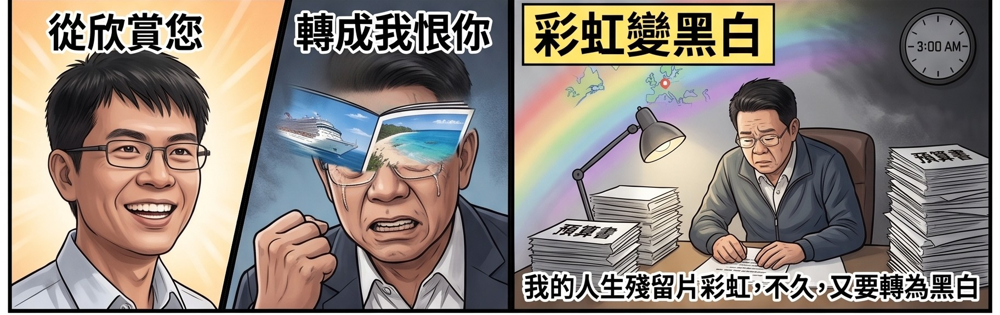 從欣賞您
轉成我恨你
彩虹變黑白
3:00 AM
預算書
預算書
我的人生殘留片彩虹,不久,又要轉為黑白